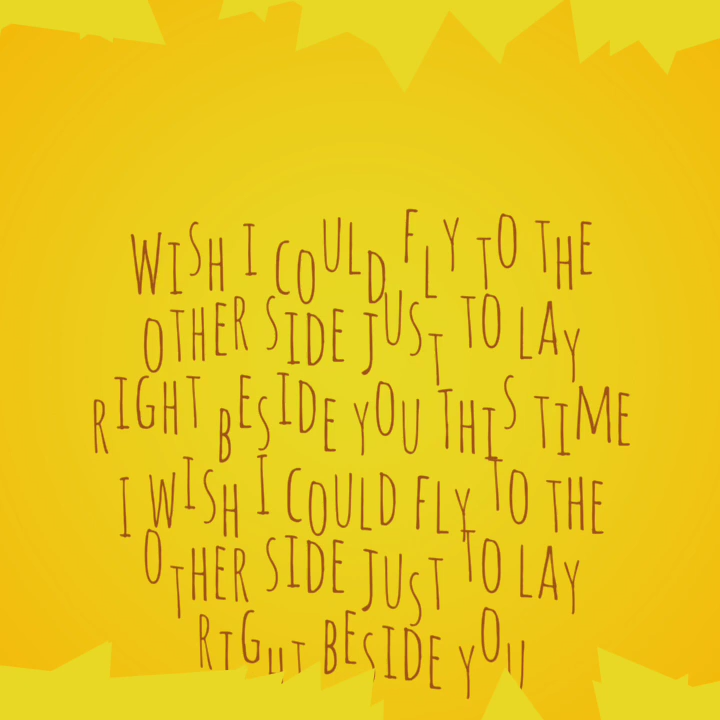 WISH I COULD FLY TO THE
OTHER SIDE JUST TO LAY
RIGHT BESIDE YOU THIS TIME
I WISH I COULD FLY TO THE
OTHER SIDE JUST TO LAY
RIGHT BESIDE YOU